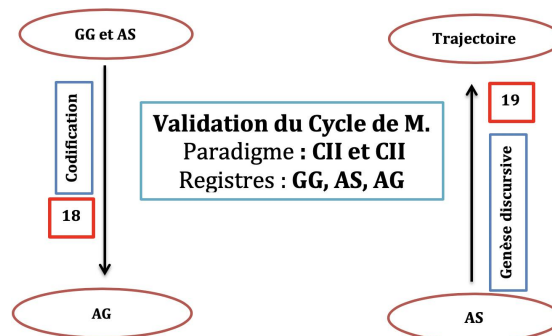 GG et AS
Trajectoire
Codification
19
Validation du Cycle de M.
Paradigme : CII et CII
Registres : GG, AS, AG
18
Genèse discursive
AG
AS